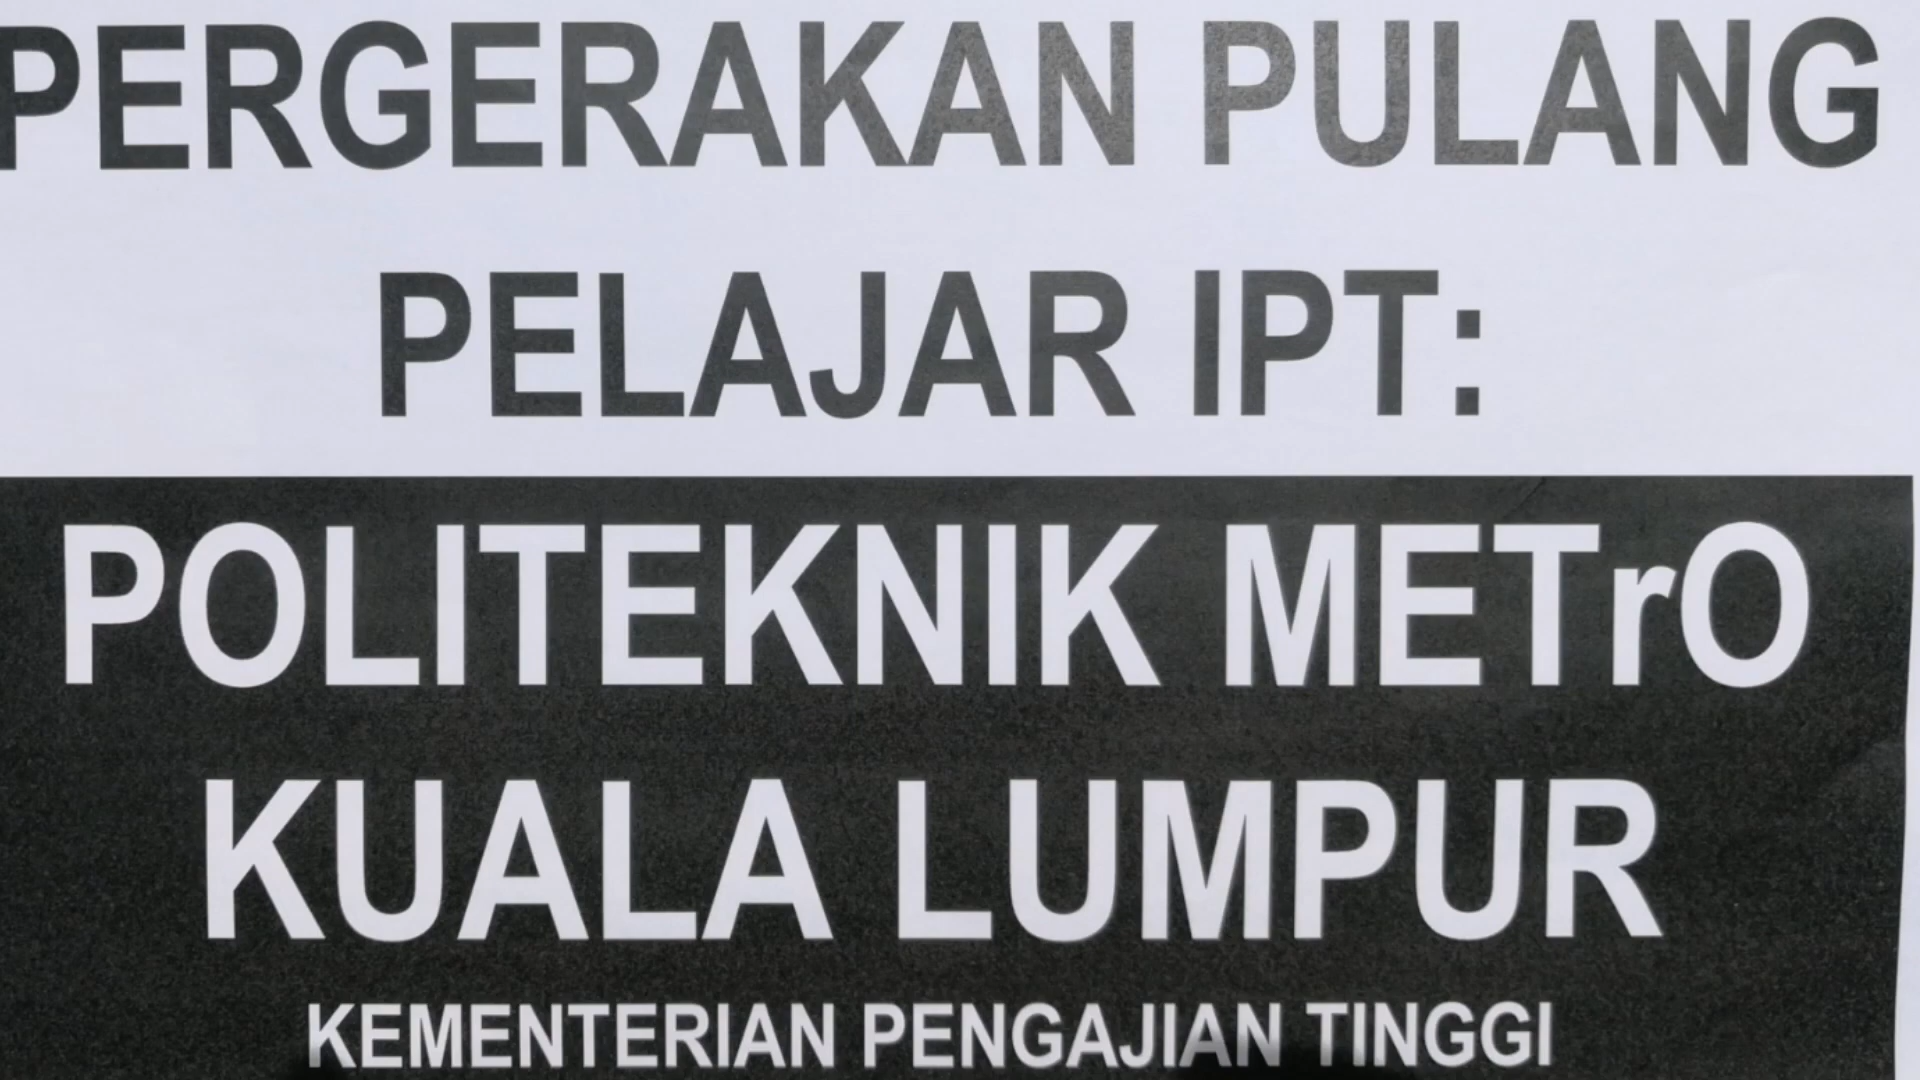 PERGERAKAN PULANG
PELAJAR IPT:
POLITEKNIK METrO
KUALA LUMPUR
KEMENTERIAN PENGAJIAN TINGGI